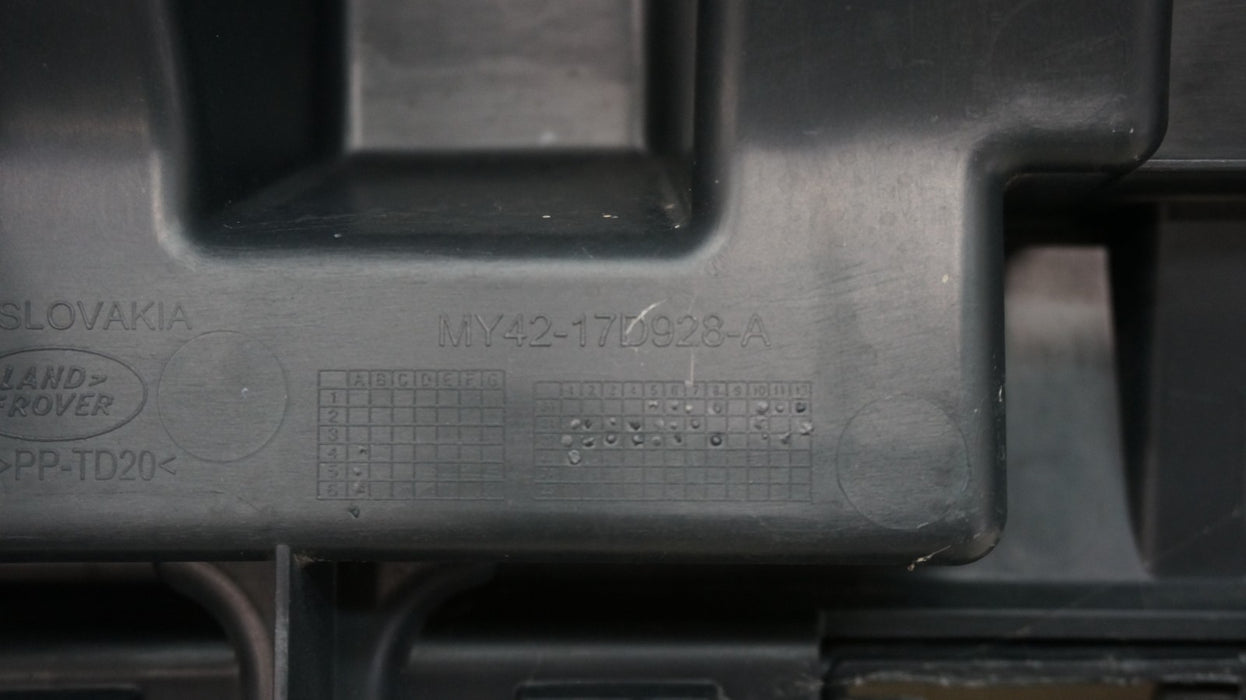 SLOVAKIA
MY42-17D928-A
LAND>
<ROVER
>PP-TD20<
A B C D E F G
1
2
3
4
5
6
1 2 3 4 5 6 7 8 9 10 11 12